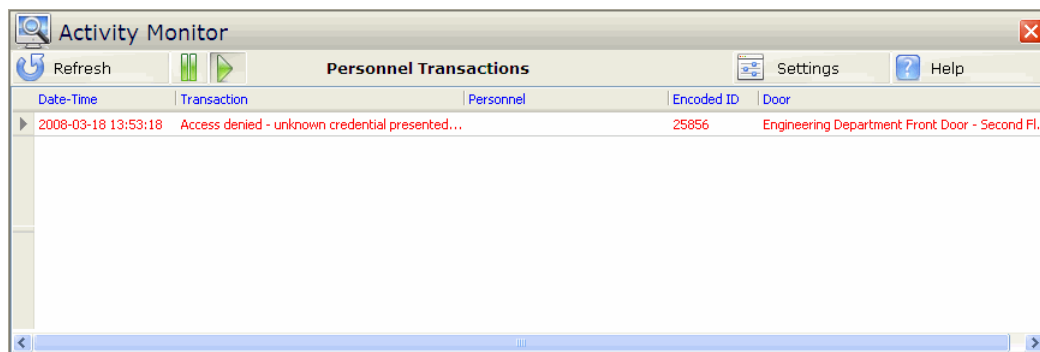 Activity Monitor
Refresh Personnel Transactions Settings Help
Date-Time Transaction Personnel Encoded ID Door
2008-03-18 13:53:18 Access denied - unknown credential presented... 25856 Engineering Department Front Door - Second Fl.